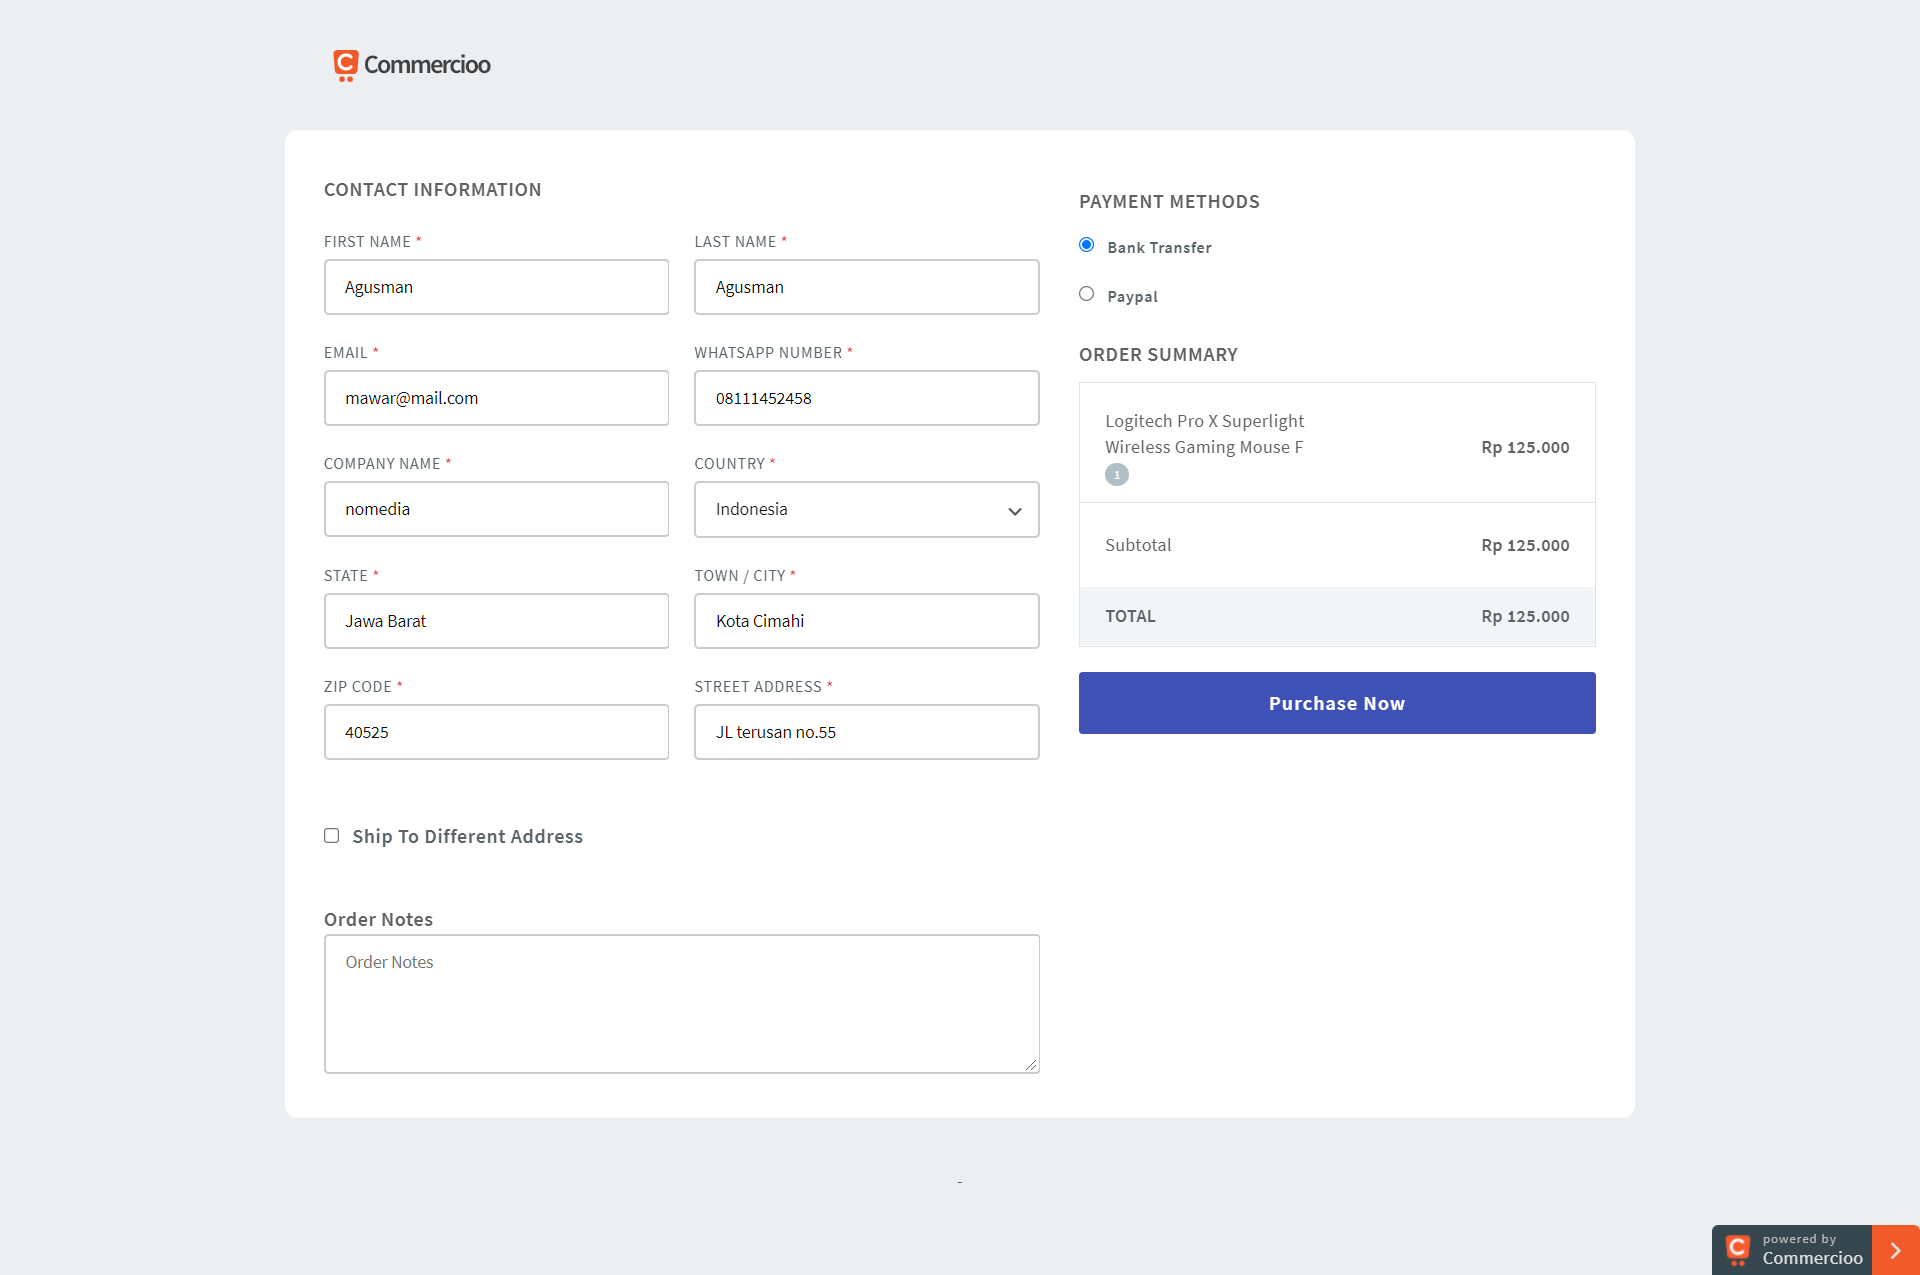 Commercioo
CONTACT INFORMATION
FIRST NAME *
LAST NAME *
Agusman
Agusman
EMAIL *
WHATSAPP NUMBER *
mawar@mail.com
08111452458
COMPANY NAME *
COUNTRY *
nomedia
Indonesia
STATE *
TOWN / CITY *
Jawa Barat
Kota Cimahi
ZIP CODE *
STREET ADDRESS *
40525
JL terusan no.55
Ship To Different Address
Order Notes
Order Notes
PAYMENT METHODS
Bank Transfer
Paypal
ORDER SUMMARY
Logitech Pro X Superlight
Wireless Gaming Mouse F
Rp 125.000
1
Subtotal
Rp 125.000
TOTAL
Rp 125.000
Purchase Now
-
powered by
Commercioo